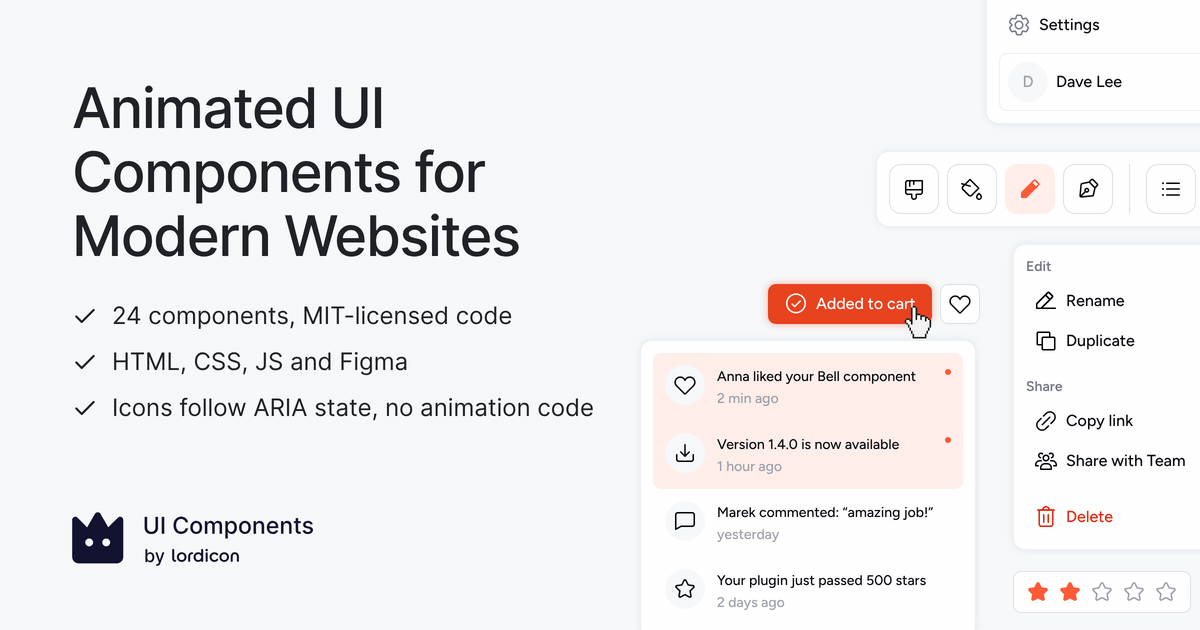 Animated UI
Components for
Modern Websites
24 components, MIT-licensed code
HTML, CSS, JS and Figma
Icons follow ARIA state, no animation code
UI Components
by lordicon
Settings
D
Dave Lee
Added to cart
Anna liked your Bell component
2 min ago
Version 1.4.0 is now available
1 hour ago
Marek commented: “amazing job!”
yesterday
Your plugin just passed 500 stars
2 days ago
Edit
Rename
Duplicate
Share
Copy link
Share with Team
Delete